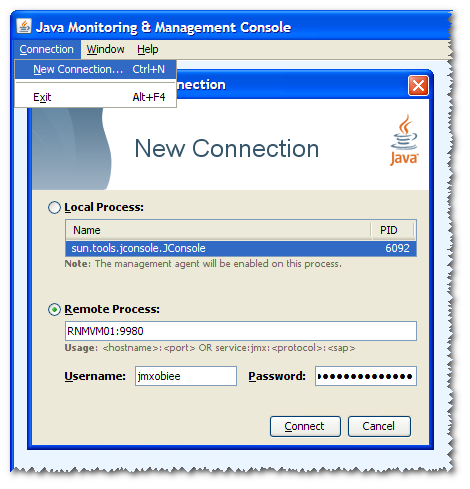 Java Monitoring & Management Console
Connection Window Help
New Connection... Ctrl+N
Exit Alt+F4
nnection
New Connection
Java
Local Process:
Name PID
sun.tools.jconsole.JConsole 6092
Note: The management agent will be enabled on this process.
Remote Process:
RNMVM01:9980
Usage: <hostname>:<port> OR service:jmx:<protocol>:<sap>
Username: jmxobiee Password: ●●●●●●●●●●●●●●
Connect Cancel